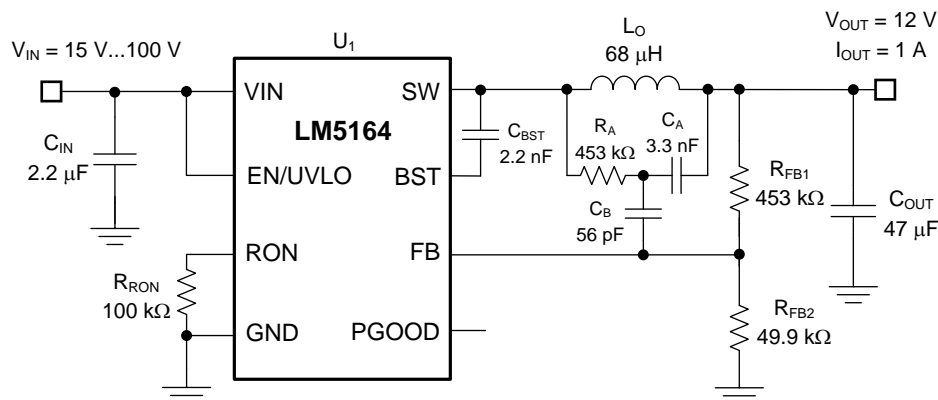 V_IN = 15 V...100 V
U₁
L_O
68 μH
V_OUT = 12 V
I_OUT = 1 A
VIN
SW
LM5164
C_IN
2.2 μF
C_BST
2.2 nF
R_A
453 kΩ
C_A
3.3 nF
EN/UVLO
BST
R_FB1
453 kΩ
C_OUT
47 μF
C_B
56 pF
RON
FB
R_RON
100 kΩ
GND
PGOOD
R_FB2
49.9 kΩ